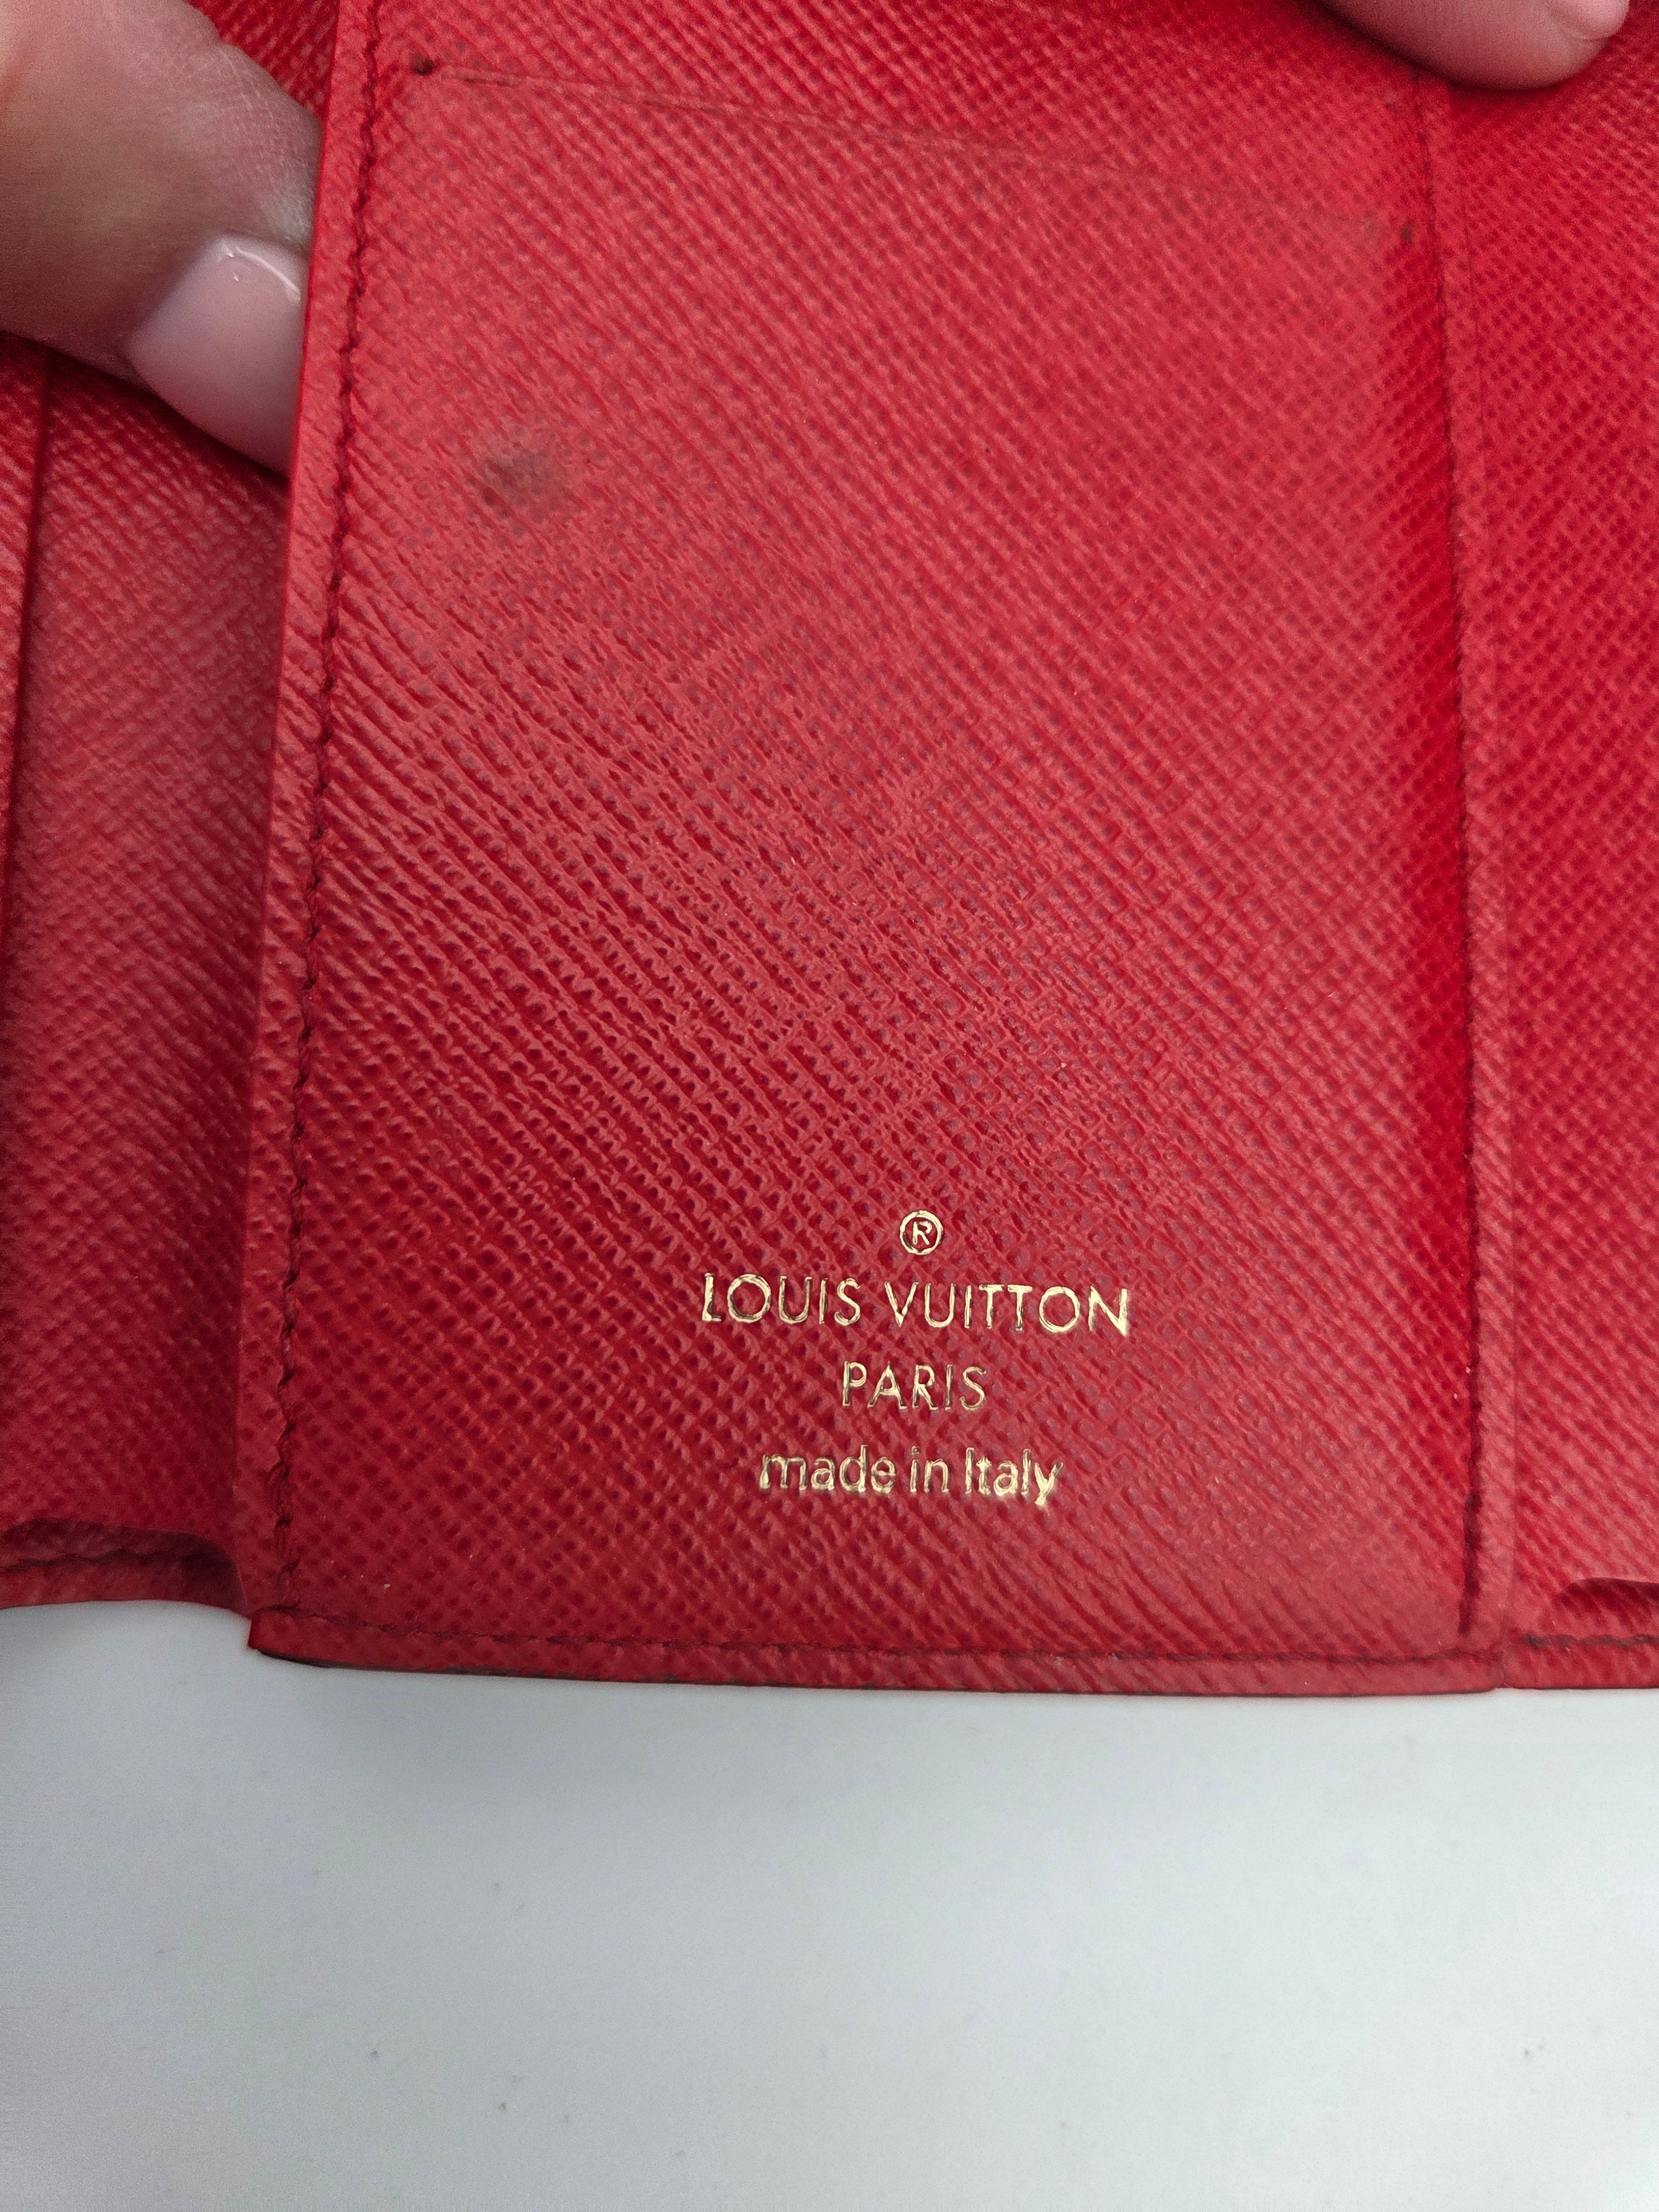 ®
LOUIS VUITTON
PARIS
made in Italy